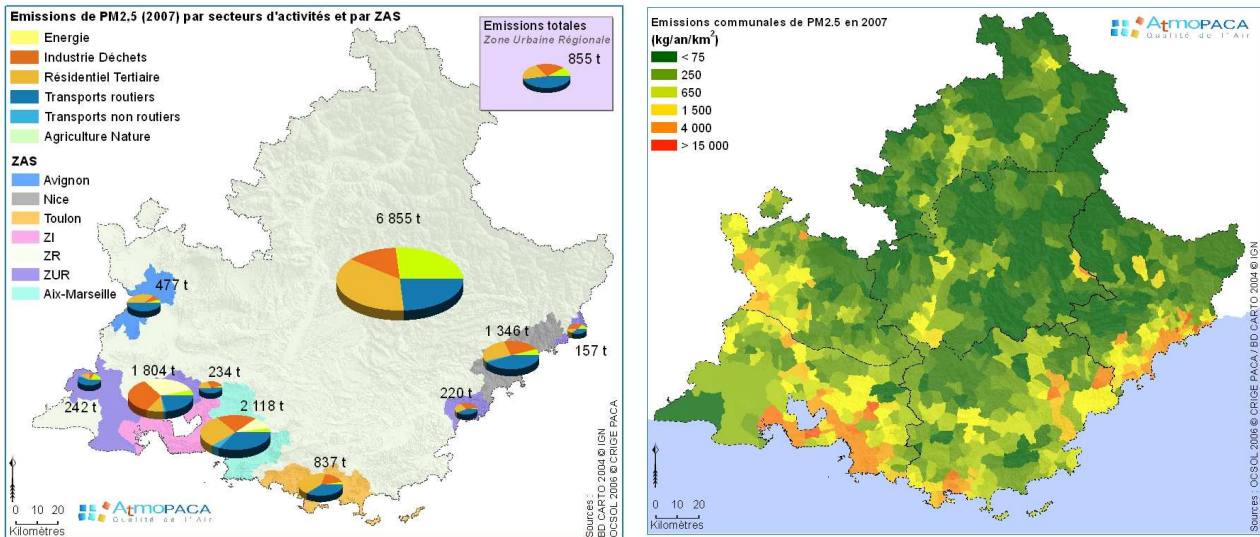 Emissions de PM2,5 (2007) par secteurs d'activités et par ZAS
Energie
Industrie Déchets
Résidentiel Tertiaire
Transports routiers
Transports non routiers
Agriculture Nature
ZAS
Avignon
Nice
Toulon
ZI
ZR
ZUR
Aix-Marseille
Emissions totales
Zone Urbaine Régionale
855 t
6 855 t
477 t
1 346 t
157 t
1 804 t
234 t
242 t
2 118 t
220 t
837 t
0 10 20
Kilomètres
AtmoPACA
Qualité de l'Air
Sources :
BD CARTO 2004 © IGN
OCSOL 2006 © CRIGE PACA
Emissions communales de PM2.5 en 2007
(kg/an/km²)
< 75
250
650
1 500
4 000
> 15 000
AtmoPACA
Qualité de l'Air
0 10 20
Kilomètres
Sources : OCSOL 2006 © CRIGE PACA / BD CARTO 2004 © IGN